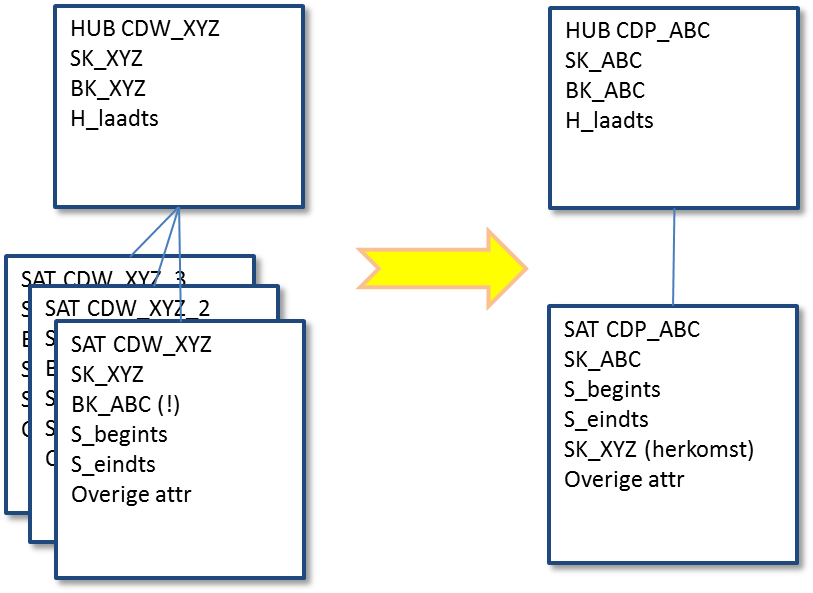 HUB CDW_XYZ
SK_XYZ
BK_XYZ
H_laadts
HUB CDP_ABC
SK_ABC
BK_ABC
H_laadts
SAT CDW_XYZ_3
SAT CDW_XYZ_2
SAT CDW_XYZ
SK_XYZ
BK_ABC (!)
S_begints
S_eindts
Overige attr
SAT CDP_ABC
SK_ABC
S_begints
S_eindts
SK_XYZ (herkomst)
Overige attr